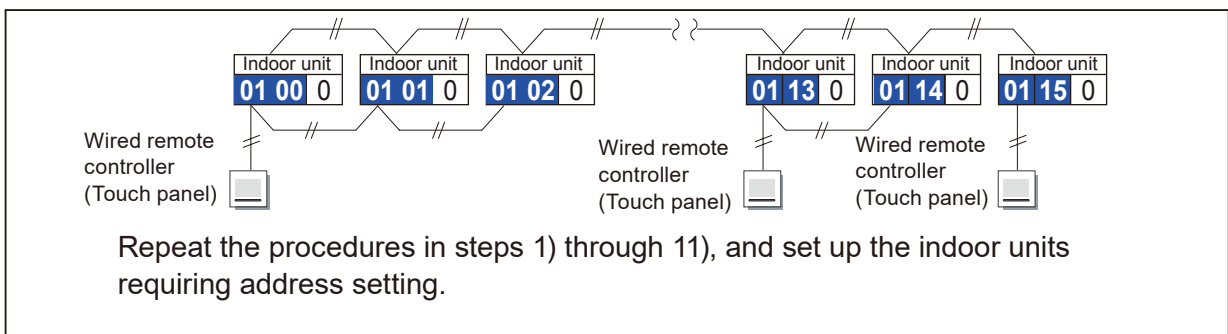 Indoor unit Indoor unit Indoor unit Indoor unit Indoor unit Indoor unit
01 00 0 01 01 0 01 02 0 01 13 0 01 14 0 01 15 0
Wired remote
controller
(Touch panel)
Wired remote
controller
(Touch panel)
Wired remote
controller
(Touch panel)
Repeat the procedures in steps 1) through 11), and set up the indoor units
requiring address setting.